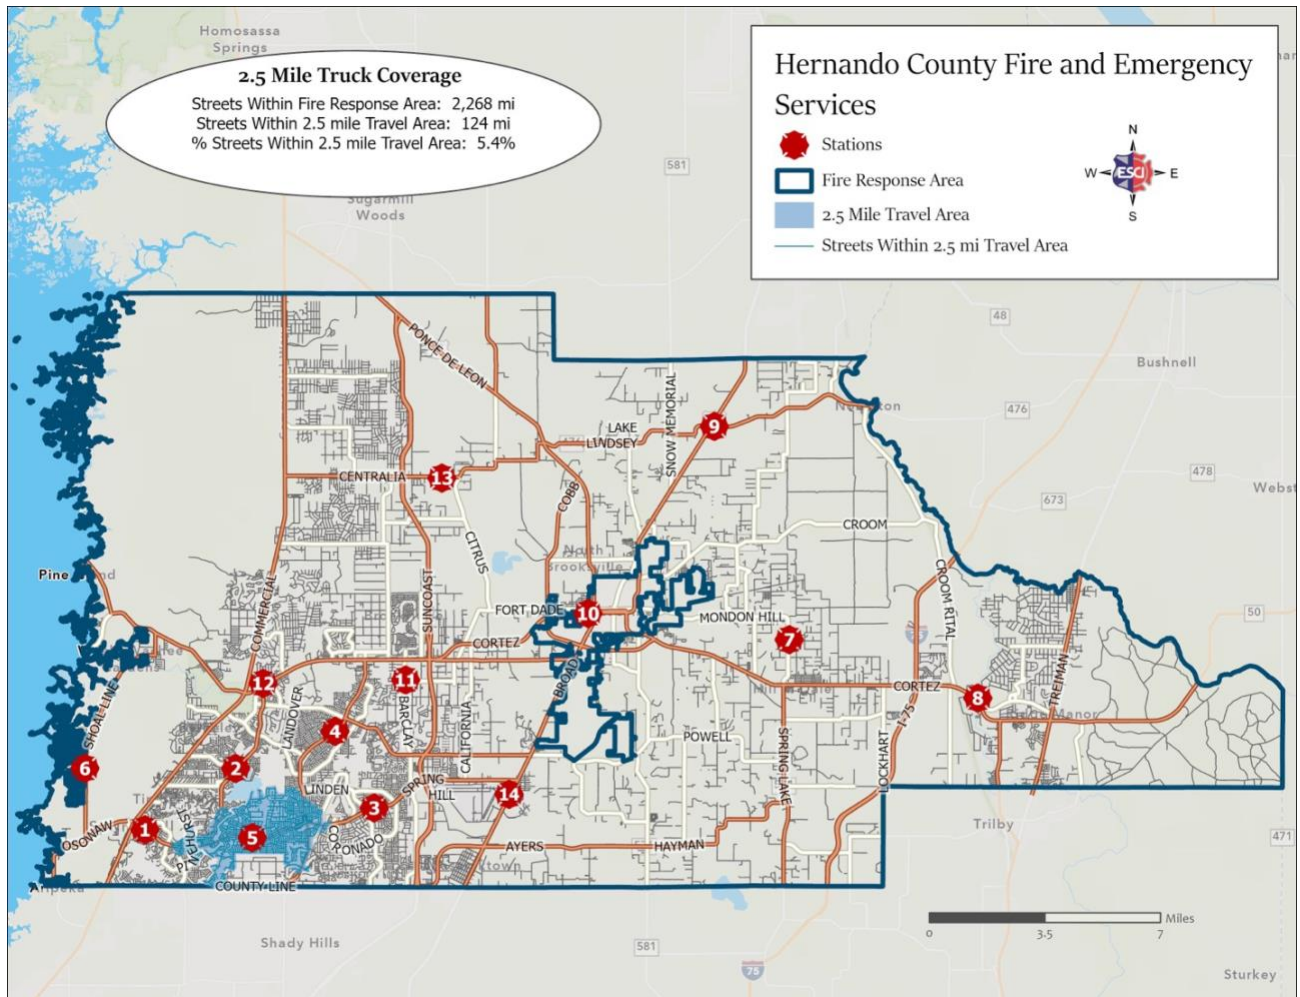 Homosassa
Springs
2.5 Mile Truck Coverage
Streets Within Fire Response Area: 2,268 mi
Streets Within 2.5 mile Travel Area: 124 mi
% Streets Within 2.5 mile Travel Area: 5.4%
Hernando County Fire and Emergency
Services
Stations
Fire Response Area
2.5 Mile Travel Area
Streets Within 2.5 mi Travel Area
N
W
ESCI
E
S
581
Sugarmill
Woods
48
Bushnell
PONCE DE LEON
476
SNOW MEMORIAL
LAKE
LINDSEY
9
CENTRALIA
13
478
Webst
673
COBB
CROOM
CITRUS
North
Brooksville
Pine
COMMERCIAL
SUNCOAST
CROOM RITAL
FORT DADE
10
MONDON HILL
50
CORTEZ
7
12
11
BROAD
CORTEZ
8
TREIMAN
SHOAL LINE
LANDOVER
BARCLAY
CALIFORNIA
I-75
4
POWELL
SPRING LAKE
LOCKHART
6
2
LINDEN
SPRING
HILL
14
3
1
OSOWAW
5
CORONADO
AYERS
HAYMAN
Trilby
471
COUNTY LINE
Aripeka
Shady Hills
581
75
Miles
0
3.5
7
Sturkey